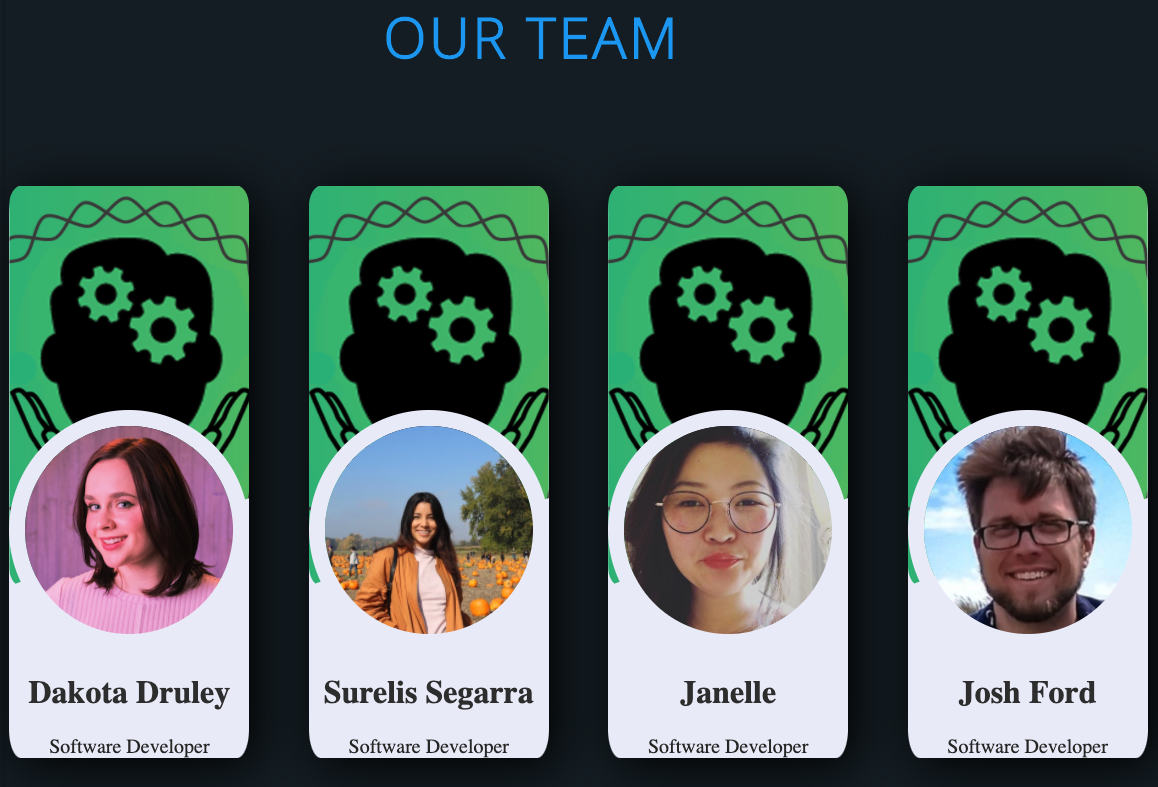 OUR TEAM
Dakota Druley
Software Developer
Surelis Segarra
Software Developer
Janelle
Software Developer
Josh Ford
Software Developer